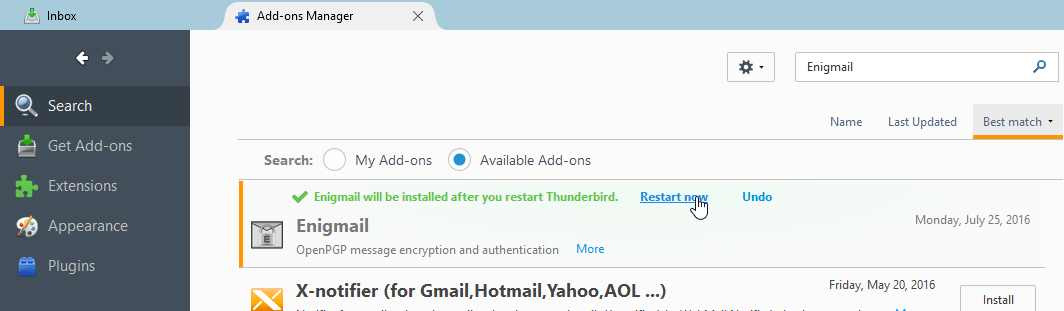 Inbox
Add-ons Manager
Enigmail
Search
Name Last Updated Best match
Get Add-ons
Search: My Add-ons Available Add-ons
Extensions
Enigmail will be installed after you restart Thunderbird. Restart now Undo
Appearance
Enigmail
Monday, July 25, 2016
OpenPGP message encryption and authentication More
Plugins
X-notifier (for Gmail,Hotmail,Yahoo,AOL ...)
Friday, May 20, 2016
Install